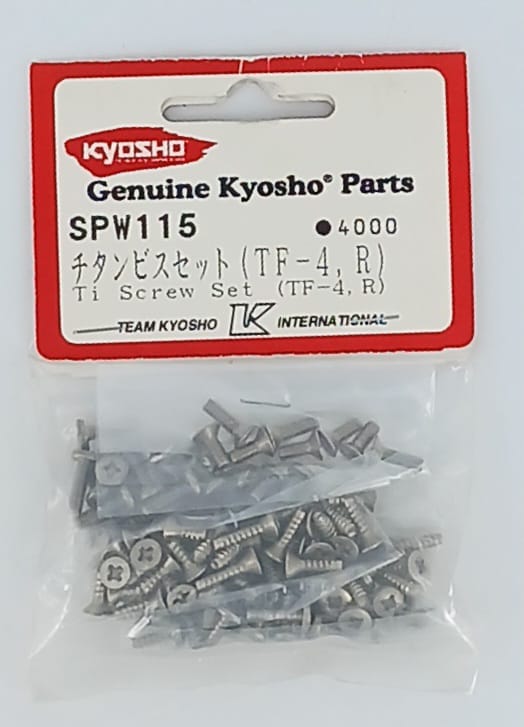 KYOSHO
Genuine Kyosho® Parts
SPW115 ●4000
チタンビスセット(TF-4, R)
Ti Screw Set (TF-4, R)
TEAM KYOSHO K INTERNATIONAL